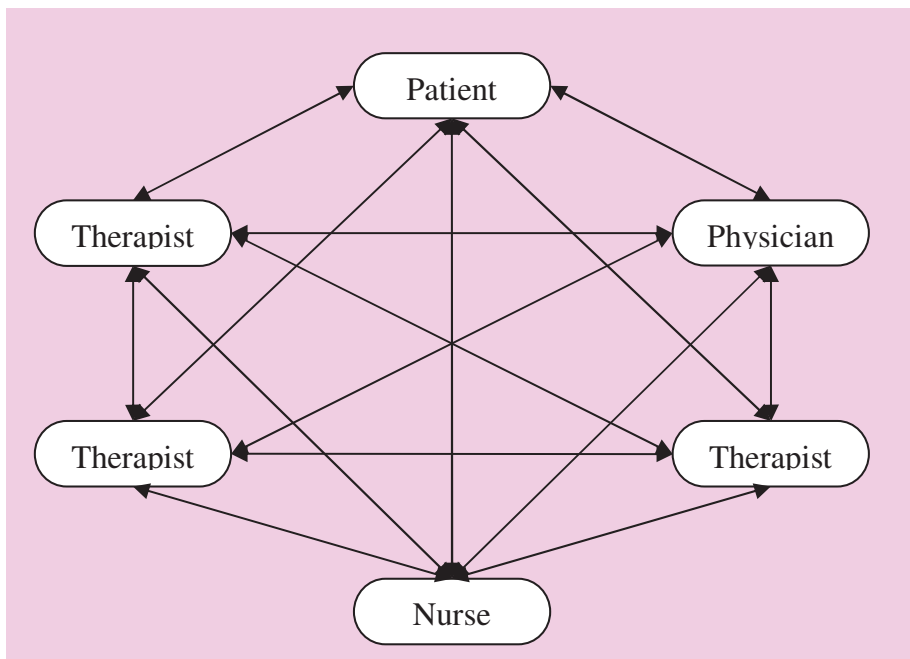 Patient
Therapist
Physician
Therapist
Therapist
Nurse